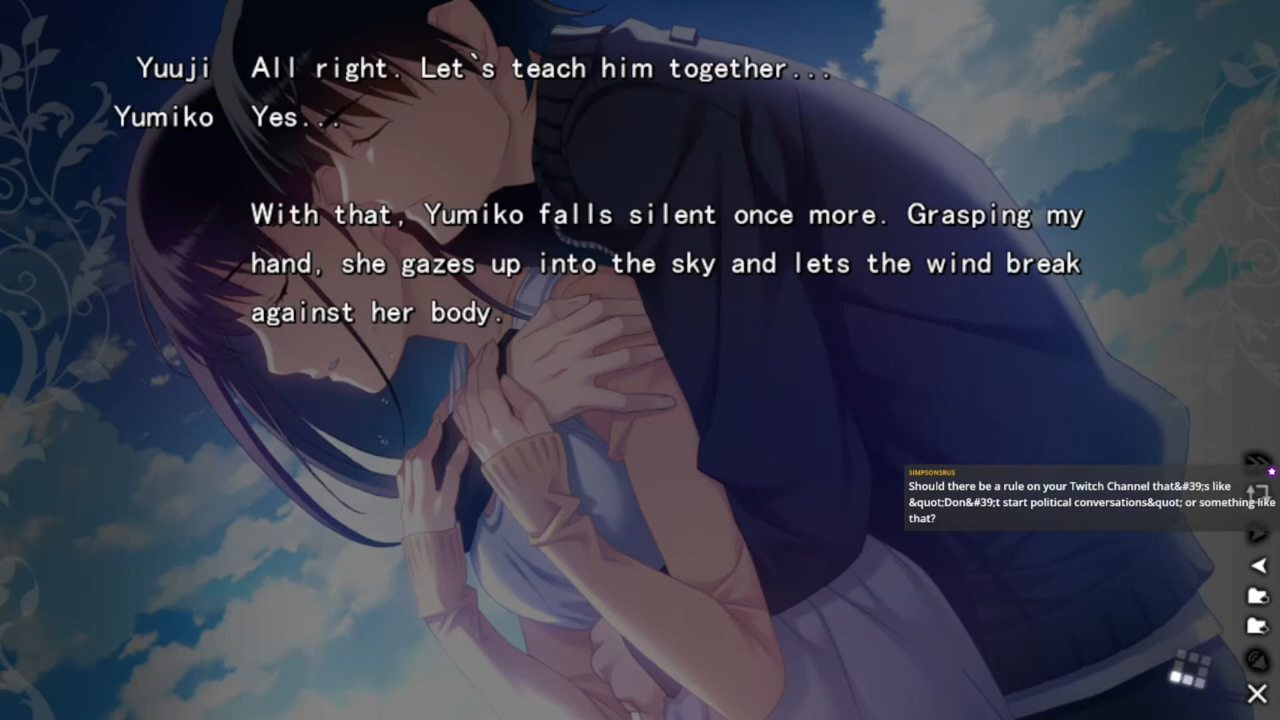 Yuuji All right. Let`s teach him together...
Yumiko Yes...
With that, Yumiko falls silent once more. Grasping my
hand, she gazes up into the sky and lets the wind break
against her body.
SIMPSONSRUS
Should there be a rule on your Twitch Channel that&#39;s like
&quot;Don&#39;t start political conversations&quot; or something like
that?